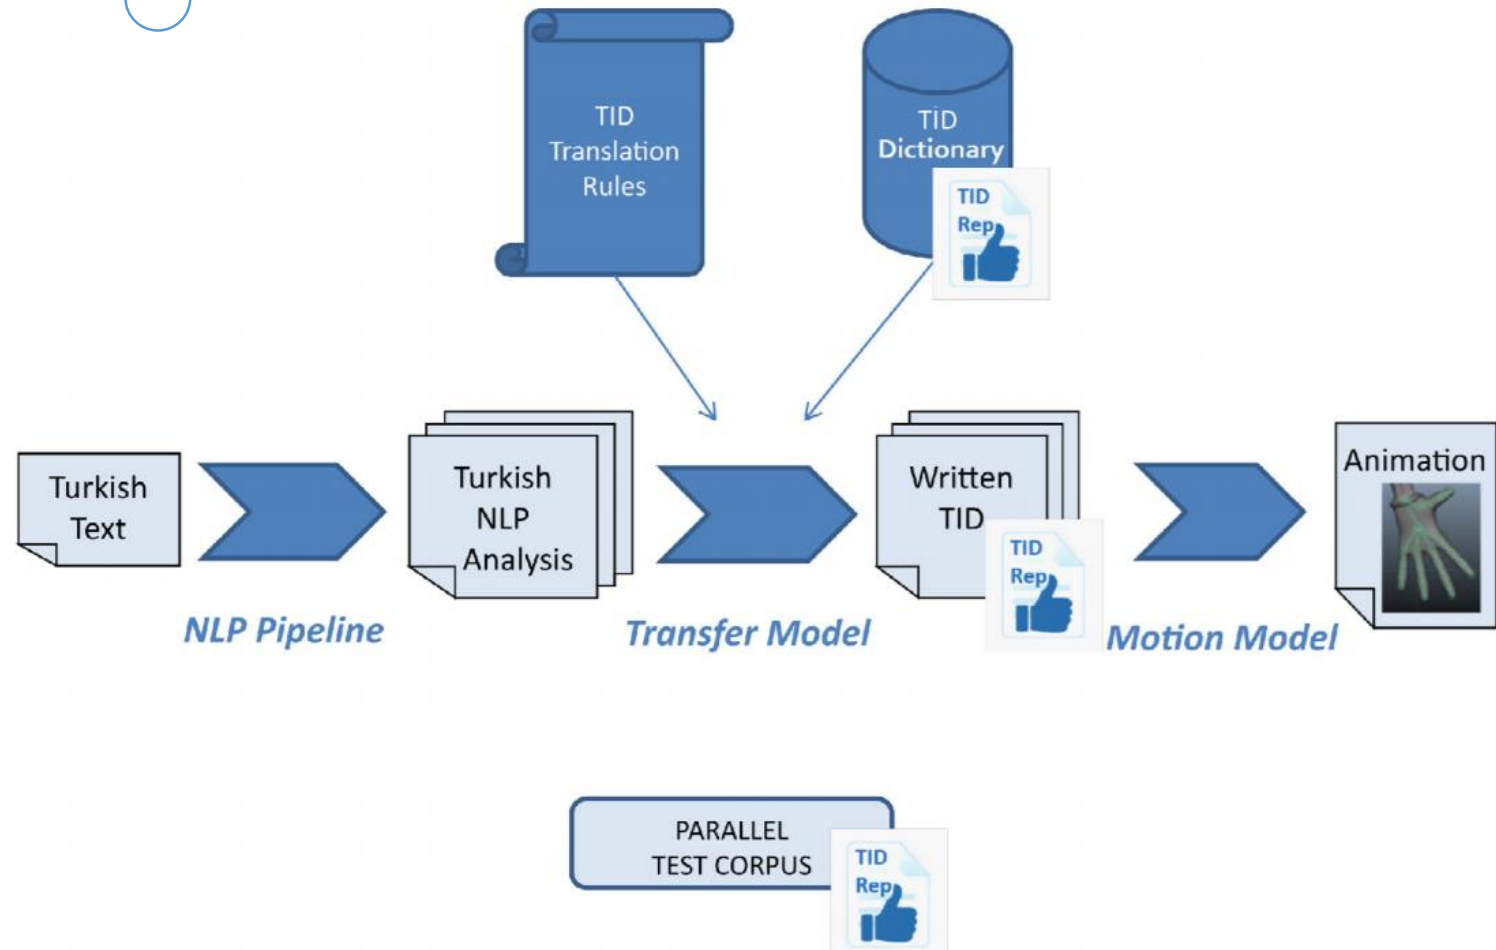 TID
Translation
Rules
TİD
Dictionary
TID
Rep
Turkish
Text
Turkish
NLP
Analysis
Written
TID
TID
Rep
Animation
NLP Pipeline
Transfer Model
Motion Model
PARALLEL
TEST CORPUS
TID
Rep